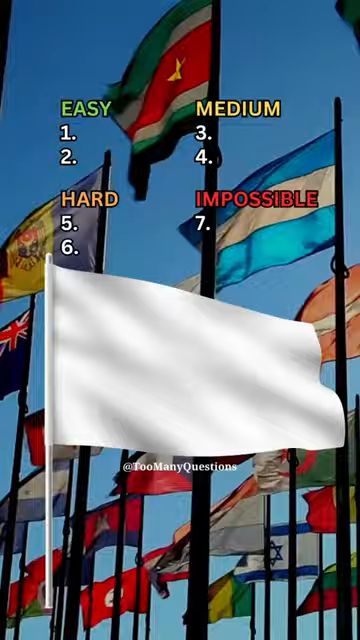 EASY
1.
2.
MEDIUM
3.
4.
HARD
5.
6.
IMPOSSIBLE
7.
@TooManyQuestions